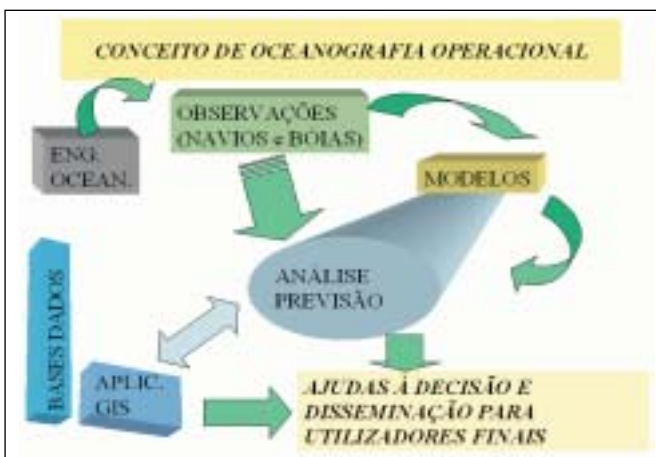 CONCEITO DE OCEANOGRAFIA OPERACIONAL
OBSERVAÇÕES
(NAVIOS e BOIAS)
ENG.
OCEAN.
MODELOS
ANÁLISE
PREVISÃO
BASES DADOS
APLIC.
GIS
AJUDAS À DECISÃO E
DISSEMINAÇÃO PARA
UTILIZADORES FINAIS